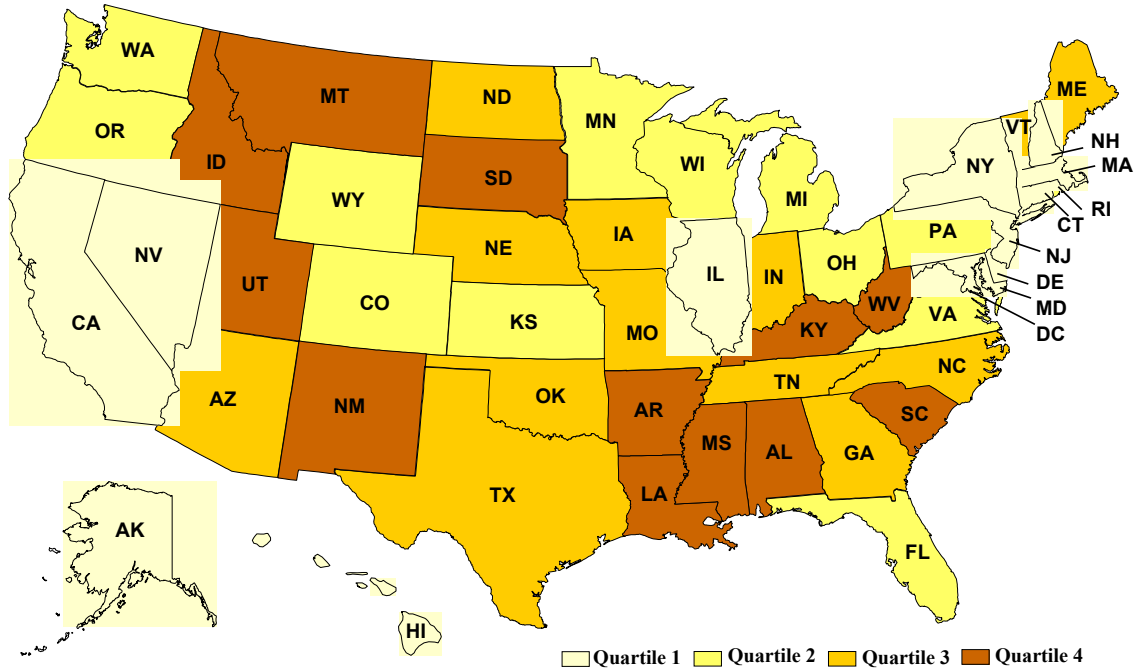 WA
MT
ND
ME
OR
MN
VT
NH
ID
SD
WI
NY
MA
WY
MI
RI
CT
NE
IA
PA
NJ
NV
IL
IN
OH
DE
UT
CO
WV
MD
CA
KS
MO
KY
VA
DC
AZ
NM
OK
AR
TN
NC
SC
MS
AL
GA
TX
LA
AK
FL
HI
Quartile 1 Quartile 2 Quartile 3 Quartile 4